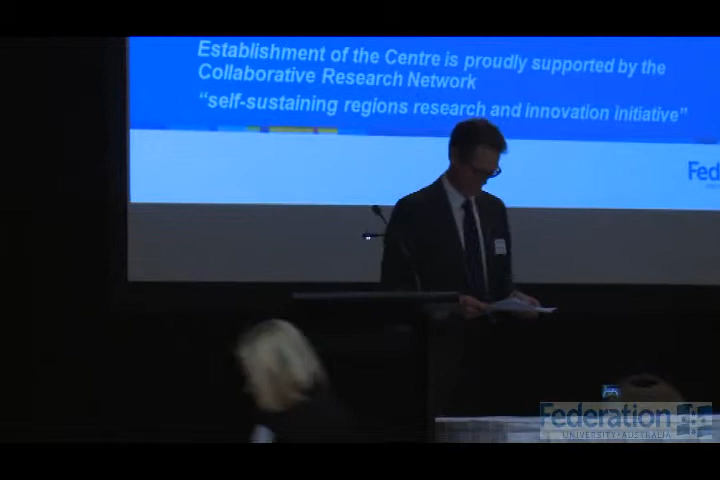 Establishment of the Centre is proudly supported by the
Collaborative Research Network
“self-sustaining regions research and innovation initiative”
Fed
Federation
UNIVERSITY AUSTRALIA